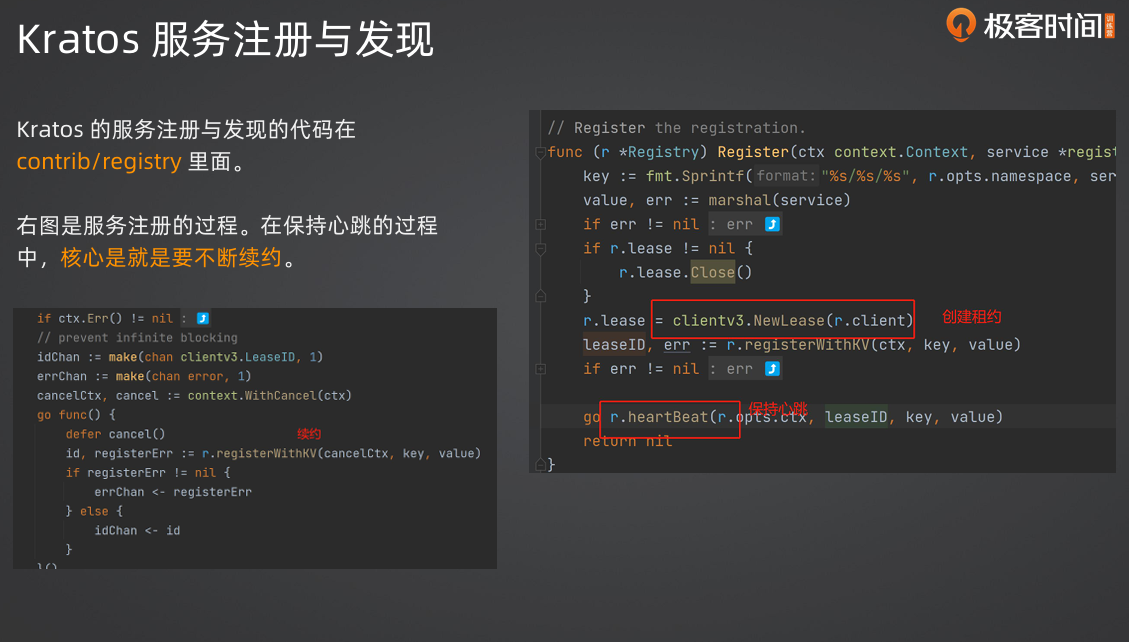 Kratos 服务注册与发现
极客时间 训练营
Kratos 的服务注册与发现的代码在
contrib/registry 里面。
右图是服务注册的过程。在保持心跳的过程
中，核心是就是要不断续约。
if ctx.Err() != nil :
// prevent infinite blocking
idChan := make(chan clientv3.LeaseID, 1)
errChan := make(chan error, 1)
cancelCtx, cancel := context.WithCancel(ctx)
go func() {
defer cancel()
续约
id, registerErr := r.registerWithKV(cancelCtx, key, value)
if registerErr != nil {
errChan <- registerErr
} else {
idChan <- id
}
}()
// Register the registration.
func (r *Registry) Register(ctx context.Context, service *regist
key := fmt.Sprintf( format: "%s/%s/%s", r.opts.namespace, ser
value, err := marshal(service)
if err != nil : err
if r.lease != nil {
r.lease.Close()
}
r.lease = clientv3.NewLease(r.client)
创建租约
leaseID, err := r.registerWithKV(ctx, key, value)
if err != nil : err
保持心跳
go r.heartBeat(r.opts.ctx, leaseID, key, value)
return nil
}